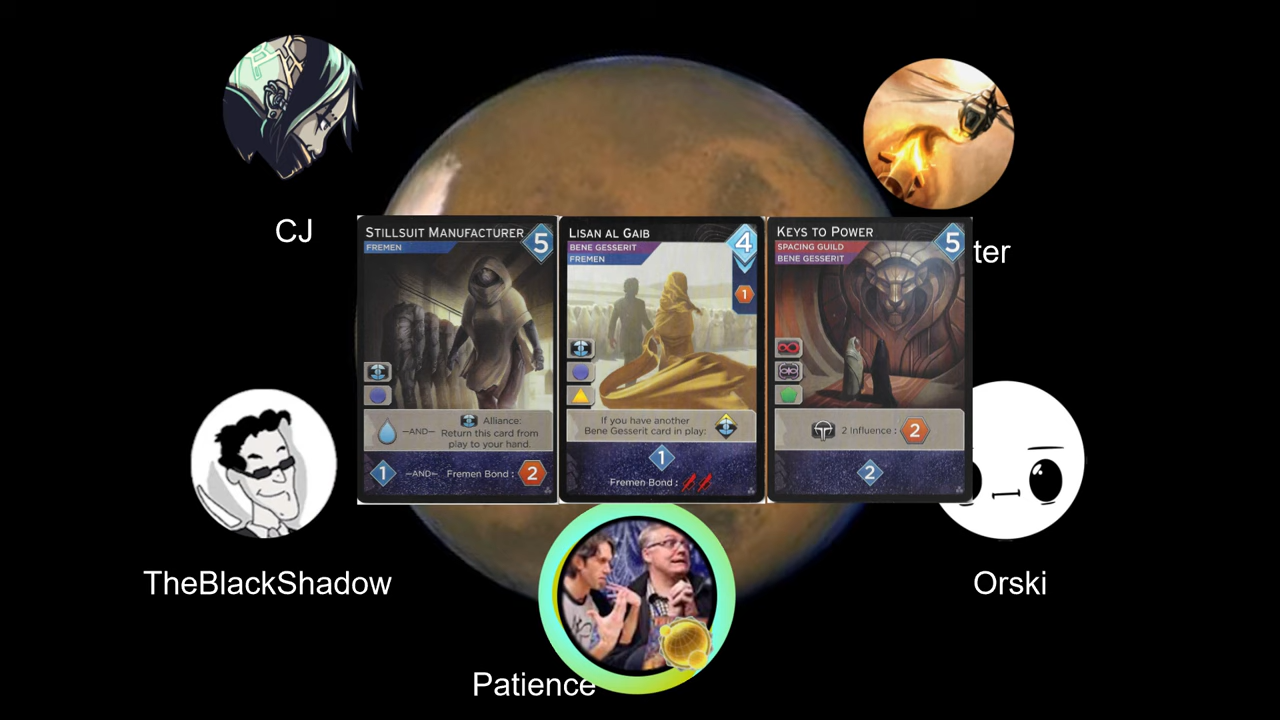 CJ
ter
STILLSUIT MANUFACTURER
5
FREMEN
Alliance:
—AND— Return this card from
play to your hand.
1 —AND— Fremen Bond : 2
LISAN AL GAIB
4
BENE GESSERIT
FREMEN
1
If you have another
Bene Gesserit card in play:
1
Fremen Bond :
KEYS TO POWER
5
SPACING GUILD
BENE GESSERIT
2 Influence : 2
2
TheBlackShadow
Orski
Patience